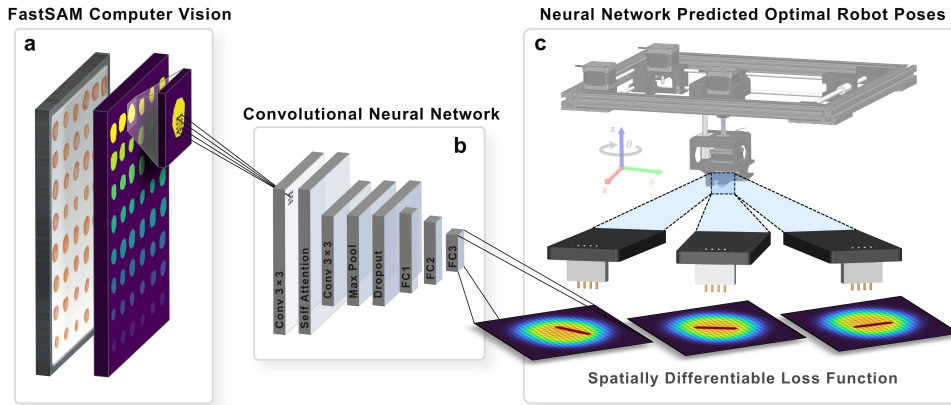 FastSAM Computer Vision
Neural Network Predicted Optimal Robot Poses
a
c
Convolutional Neural Network
b
z
θ
y
x
Conv 3×3
Self Attention
Conv 3×3
Max Pool
Dropout
FC1
FC2
FC3
Spatially Differentiable Loss Function